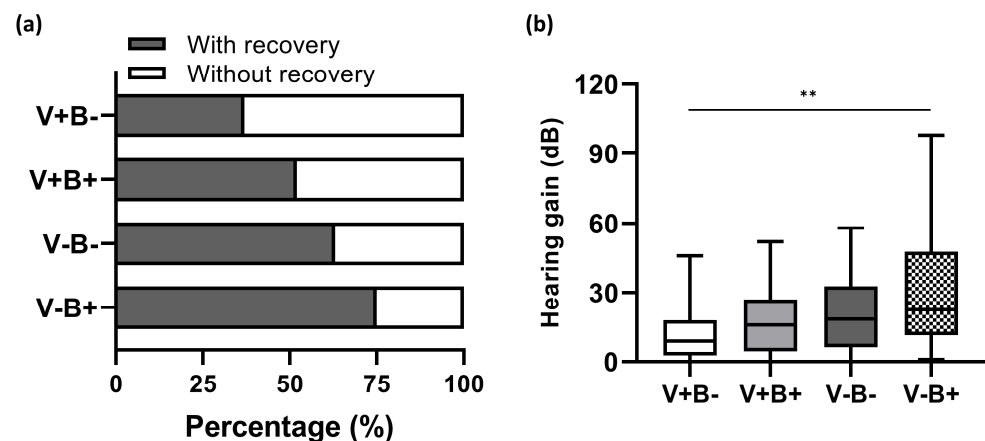 (a)
With recovery
Without recovery
V+B-
V+B+
V-B-
V-B+
0 25 50 75 100
Percentage (%)
(b)
120
90
60
30
0
Hearing gain (dB)
**
V+B- V+B+ V-B- V-B+